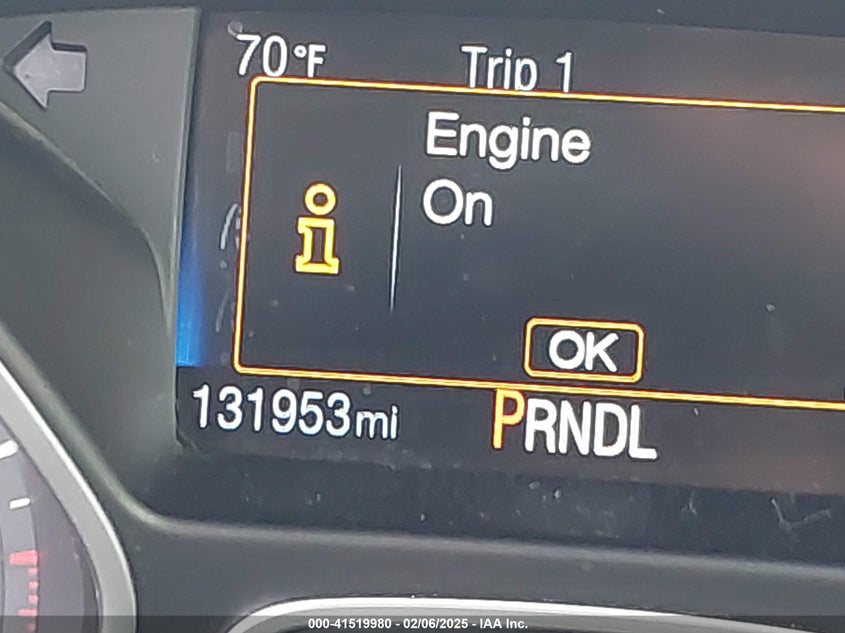 70°F Trip 1
Engine
On
i
OK
131953mi PRNDL
000-41519980 - 02/06/2025 - IAA Inc.